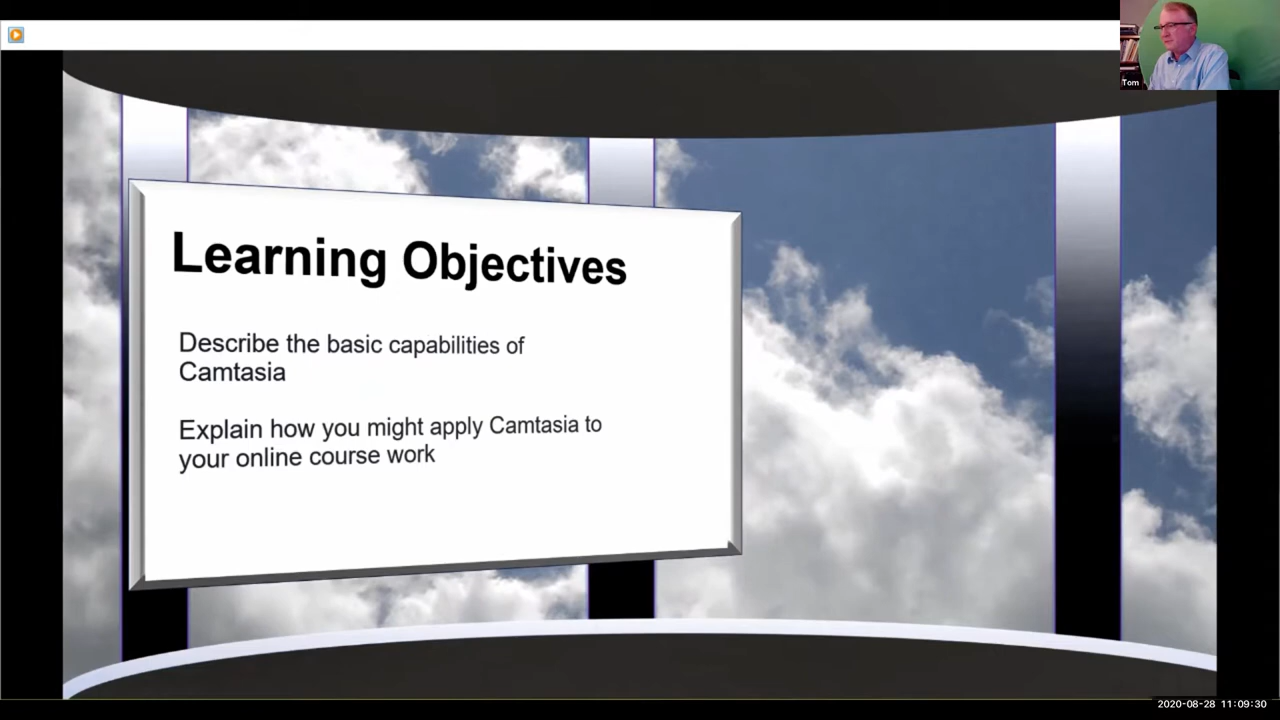 Tom
Learning Objectives
Describe the basic capabilities of
Camtasia
Explain how you might apply Camtasia to
your online course work
2020-08-28 11:09:30